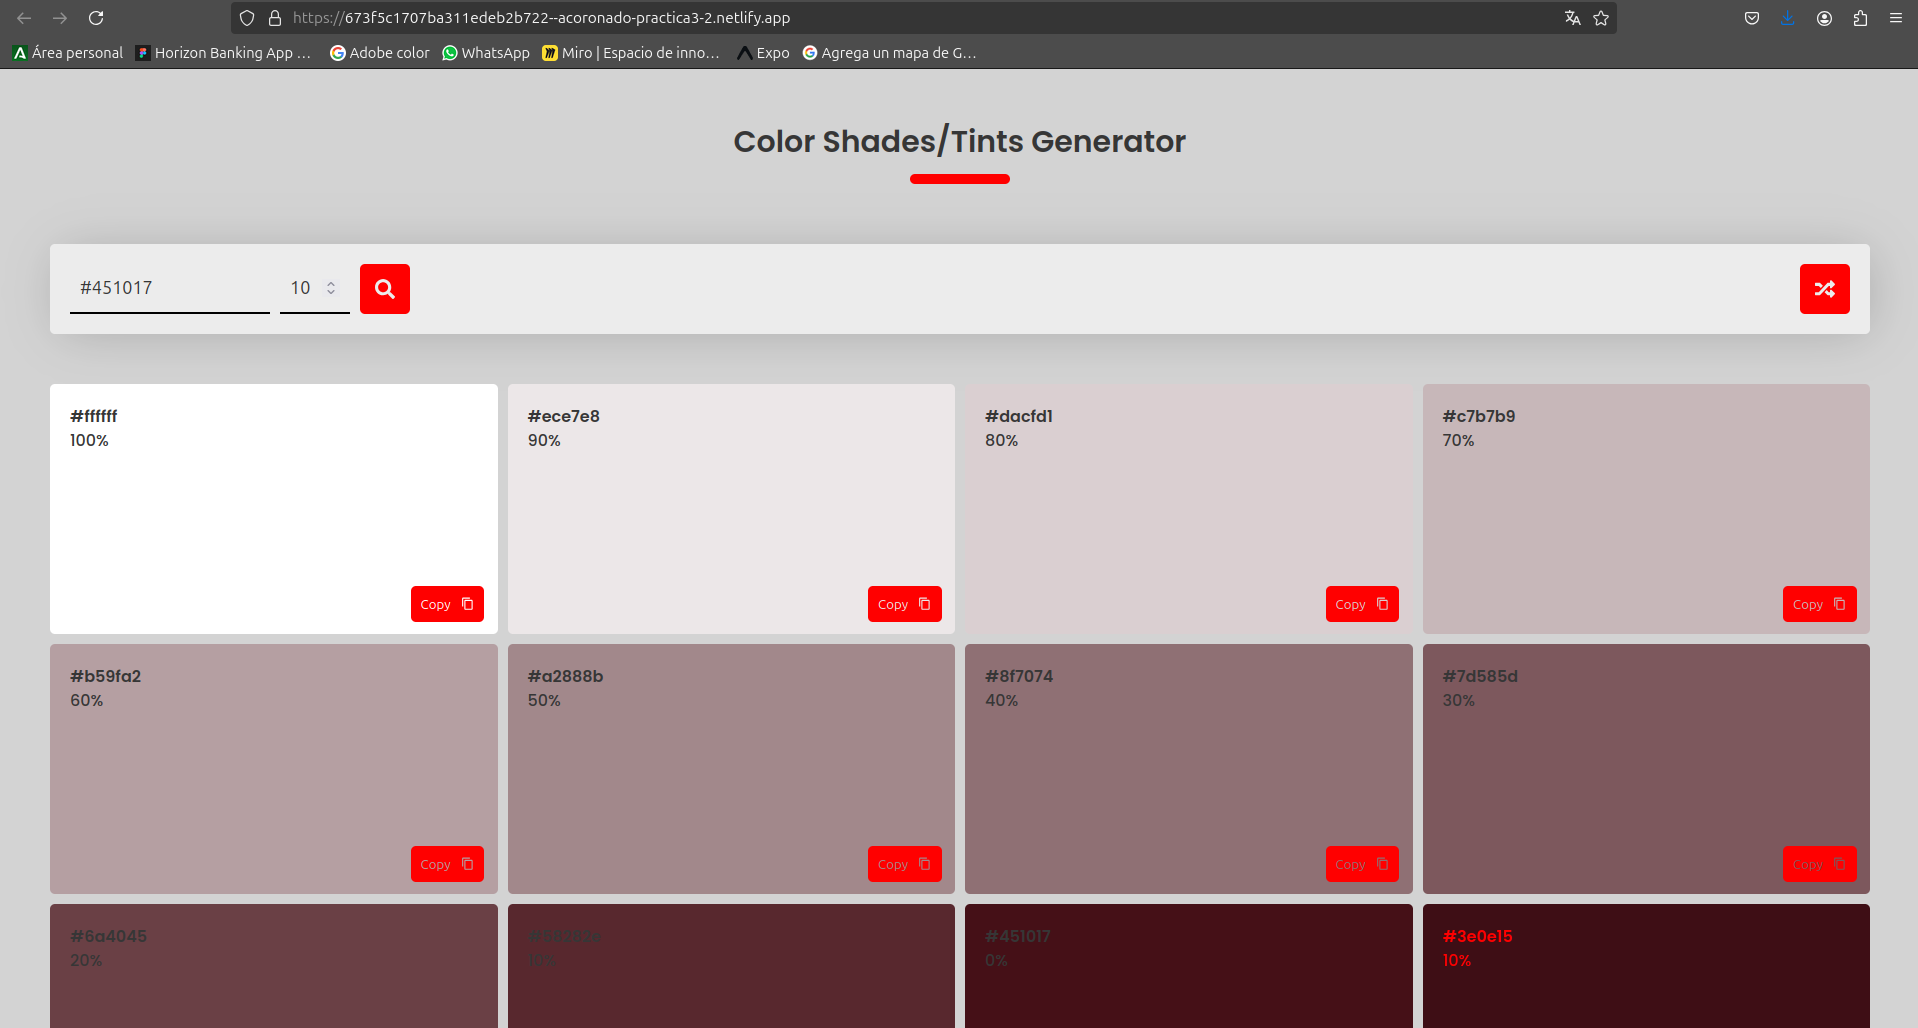 https://673f5c1707ba311edeb2b722--acoronado-practica3-2.netlify.app
Área personal Horizon Banking App … Adobe color WhatsApp Miro | Espacio de inno… Expo Agrega un mapa de G…
Color Shades/Tints Generator
#451017 10
#ffffff
100%
Copy
#ece7e8
90%
Copy
#dacfd1
80%
Copy
#c7b7b9
70%
Copy
#b59fa2
60%
Copy
#a2888b
50%
Copy
#8f7074
40%
Copy
#7d585d
30%
Copy
#6a4045
20%
10%
#451017
0%
#3e0e15
10%